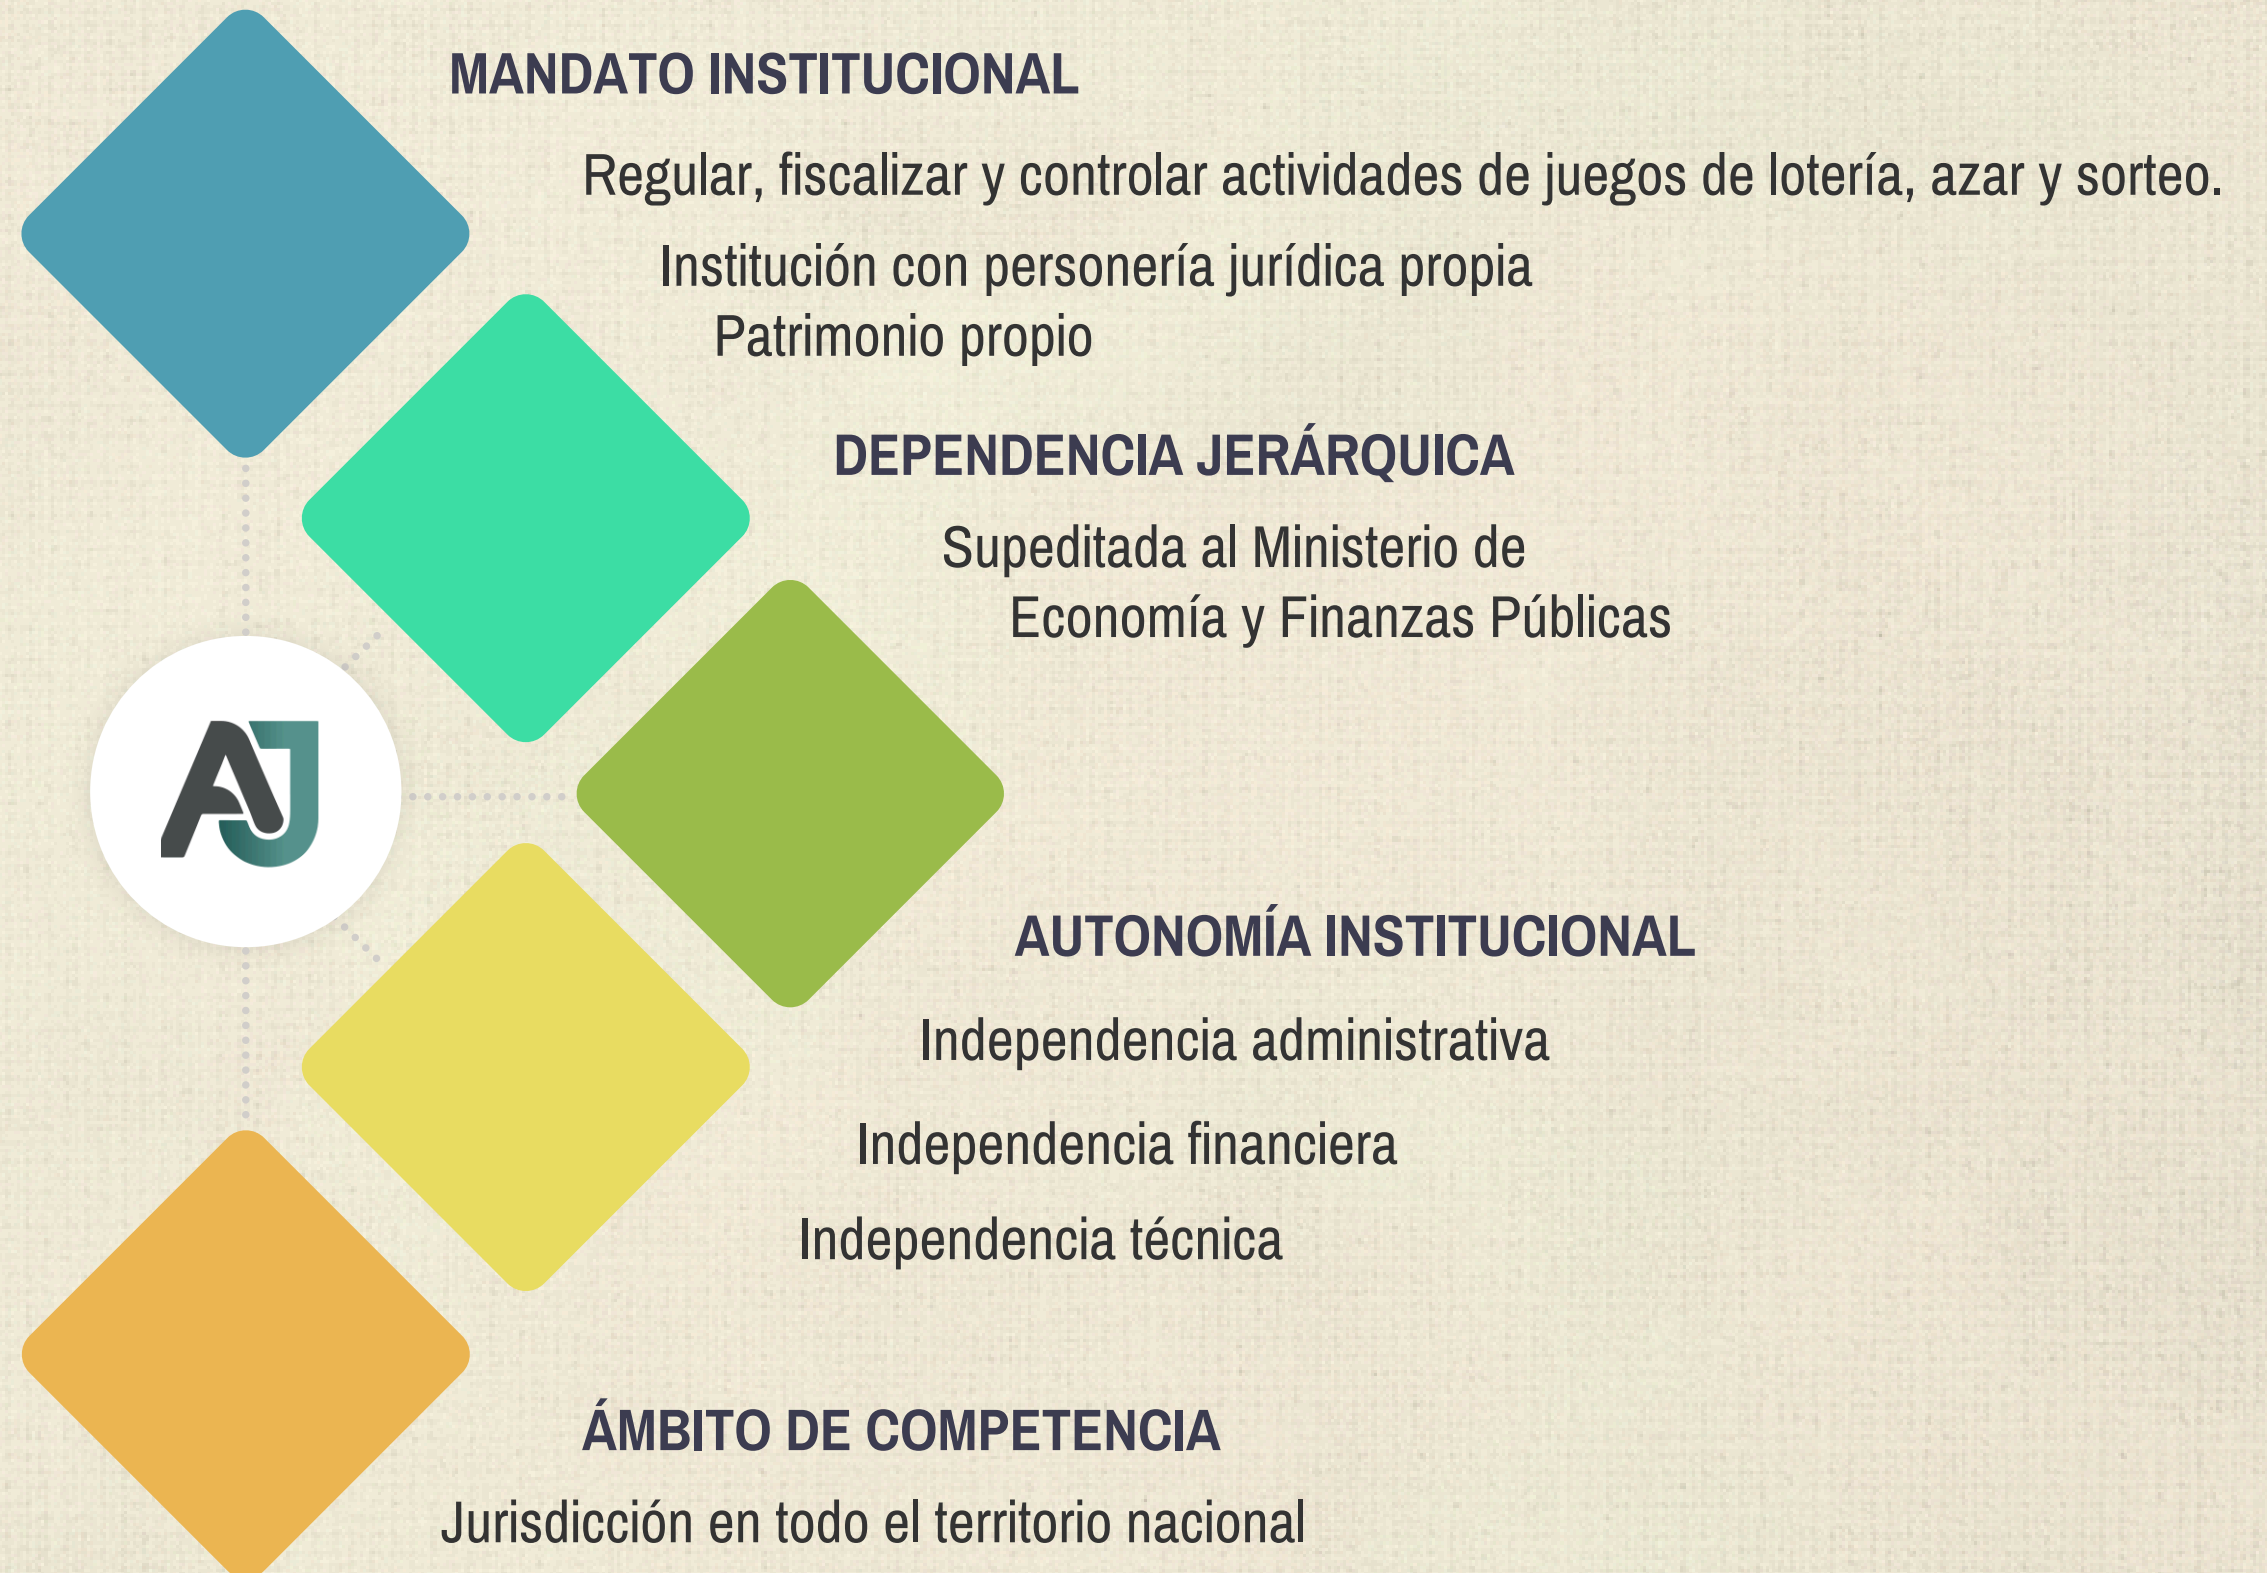 MANDATO INSTITUCIONAL
Regular, fiscalizar y controlar actividades de juegos de lotería, azar y sorteo.
Institución con personería jurídica propia
Patrimonio propio
DEPENDENCIA JERÁRQUICA
Supeditada al Ministerio de
Economía y Finanzas Públicas
AJ
AUTONOMÍA INSTITUCIONAL
Independencia administrativa
Independencia financiera
Independencia técnica
ÁMBITO DE COMPETENCIA
Jurisdicción en todo el territorio nacional